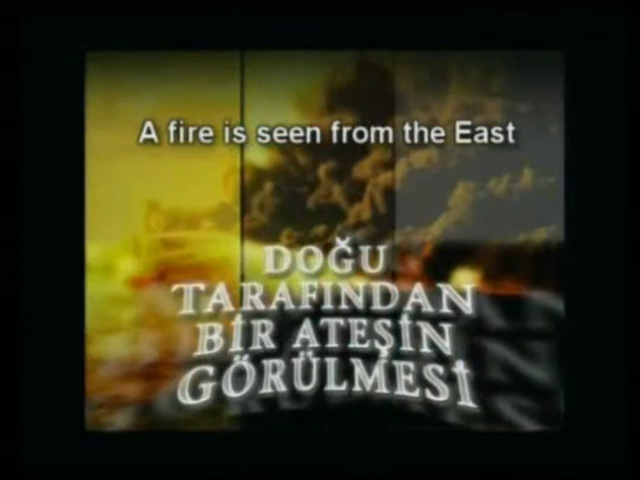 A fire is seen from the East
DOĞU
TARAFINDAN
BİR ATEŞİN
GÖRÜLMESİ